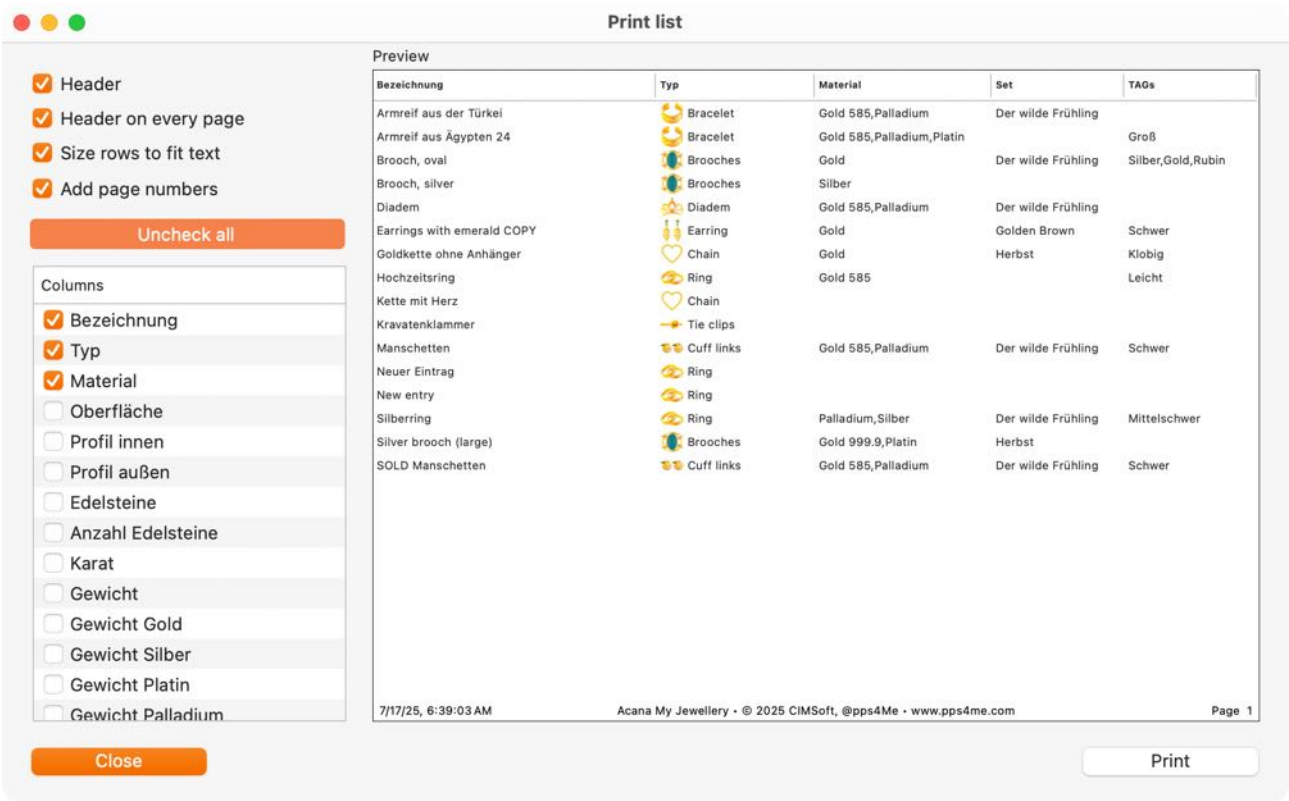 Print list
Header
Header on every page
Size rows to fit text
Add page numbers
Uncheck all
Columns
Bezeichnung
Typ
Material
Oberfläche
Profil innen
Profil außen
Edelsteine
Anzahl Edelsteine
Karat
Gewicht
Gewicht Gold
Gewicht Silber
Gewicht Platin
Gewicht Palladium
Preview
Bezeichnung Typ Material Set TAGs
Armreif aus der Türkei Bracelet Gold 585,Palladium Der wilde Frühling
Armreif aus Ägypten 24 Bracelet Gold 585,Palladium,Platin Groß
Brooch, oval Brooches Gold Der wilde Frühling Silber,Gold,Rubin
Brooch, silver Brooches Silber
Diadem Diadem Gold 585,Palladium Der wilde Frühling
Earrings with emerald COPY Earring Gold Golden Brown Schwer
Goldkette ohne Anhänger Chain Gold Herbst Klobig
Hochzeitsring Ring Gold 585 Leicht
Kette mit Herz Chain
Kravatenklammer Tie clips
Manschetten Cuff links Gold 585,Palladium Der wilde Frühling Schwer
Neuer Eintrag Ring
New entry Ring
Silberring Ring Palladium,Silber Der wilde Frühling Mittelschwer
Silver brooch (large) Brooches Gold 999.9,Platin Herbst
SOLD Manschetten Cuff links Gold 585,Palladium Der wilde Frühling Schwer
7/17/25, 6:39:03 AM Acana My Jewellery • © 2025 CIMSoft, @pps4Me • www.pps4me.com Page 1
Close
Print